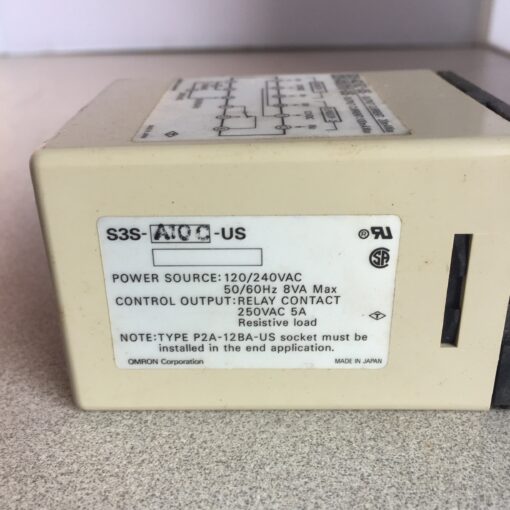 S3S-A10C-US
POWER SOURCE: 120/240VAC
50/60Hz 8VA Max
CONTROL OUTPUT: RELAY CONTACT
250VAC 5A
Resistive load
NOTE: TYPE P2A-12BA-US socket must be
installed in the end application.
OMRON Corporation MADE IN JAPAN